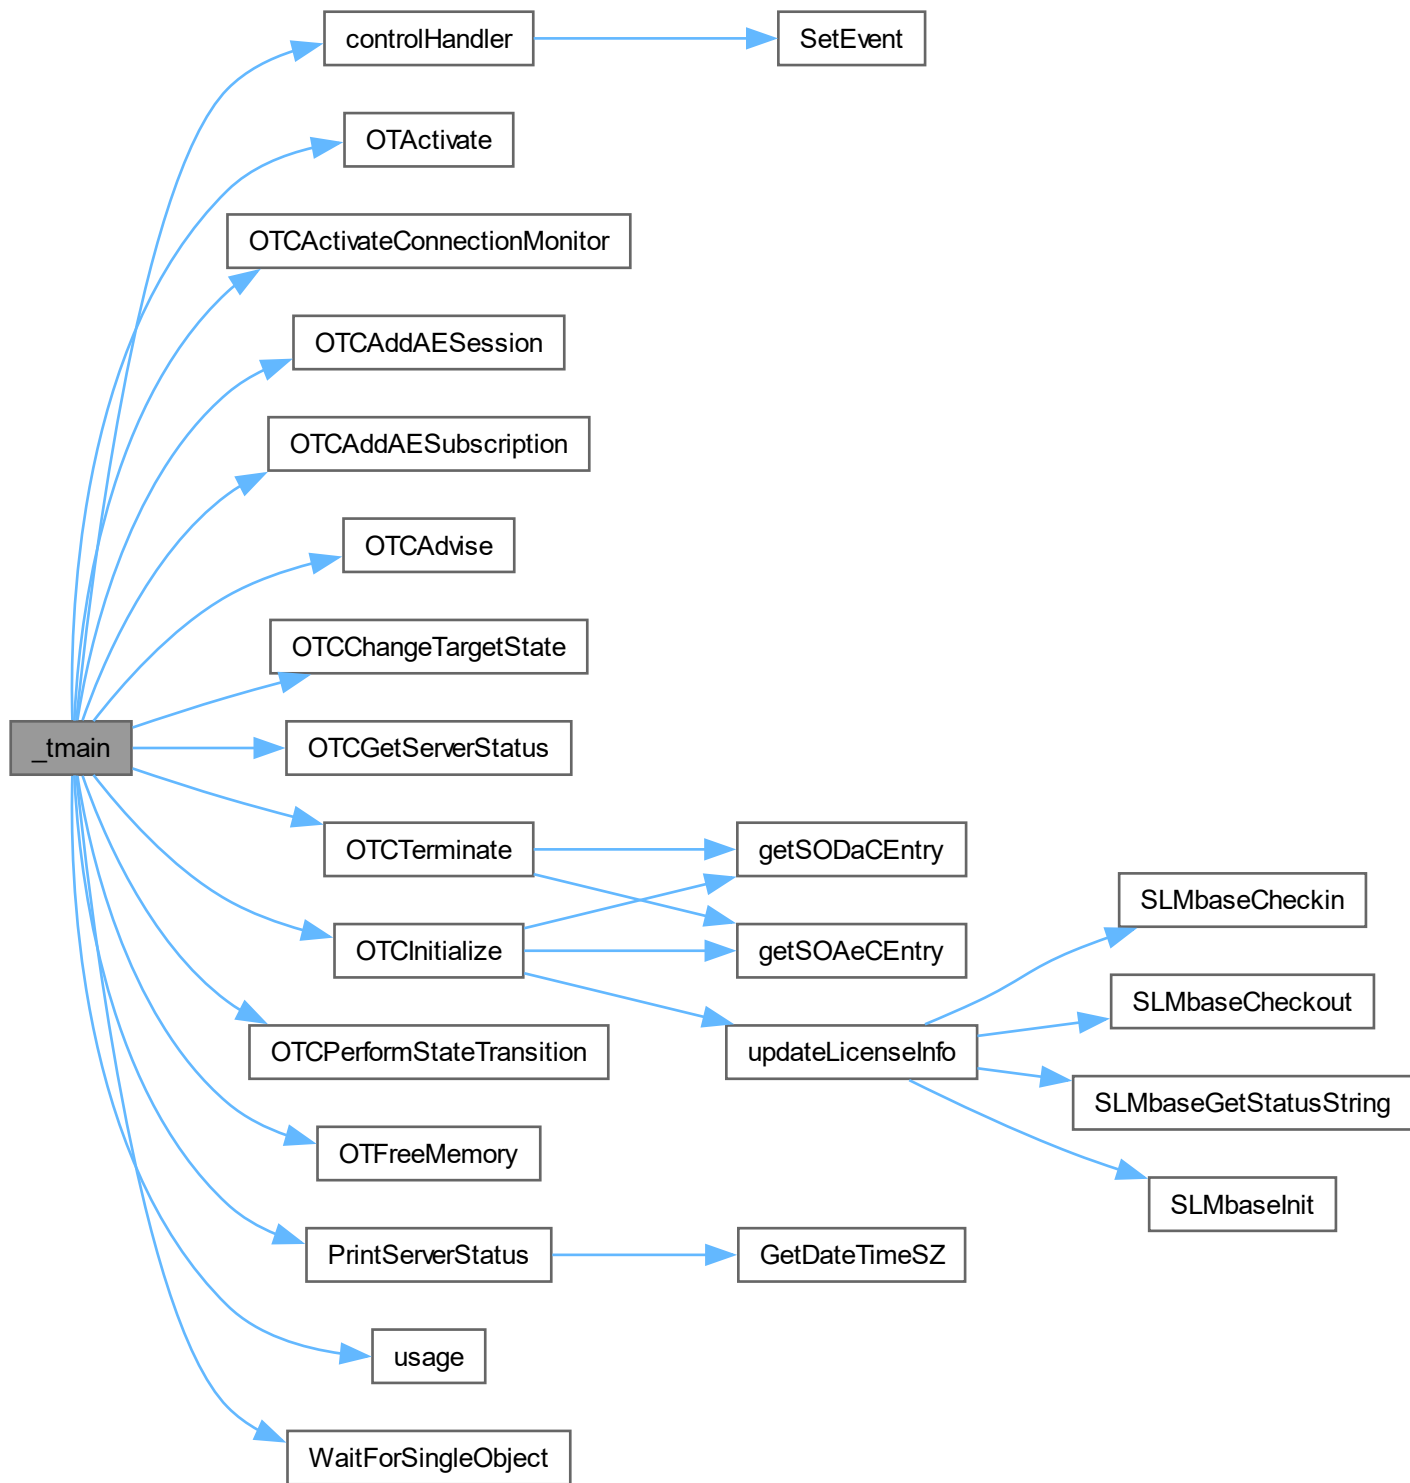 controlHandler
SetEvent
OTActivate
OTCActivateConnectionMonitor
OTCAddAESession
OTCAddAESubscription
OTCAdvise
OTCChangeTargetState
_tmain
OTCGetServerStatus
OTCTerminate
getSODaCEntry
SLMbaseCheckin
OTCInitialize
getSOAeCEntry
SLMbaseCheckout
OTCPerformStateTransition
updateLicenseInfo
SLMbaseGetStatusString
OTFreeMemory
SLMbaseInit
PrintServerStatus
GetDateTimeSZ
usage
WaitForSingleObject